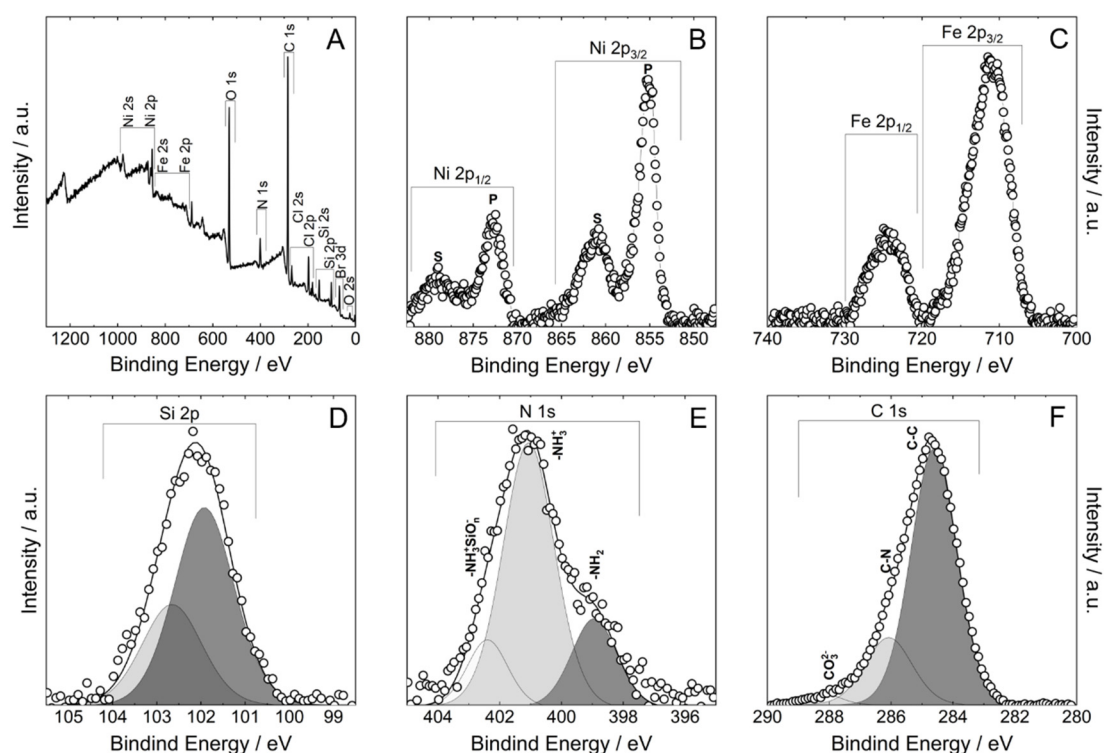 A
Intensity / a.u.
Ni 2s
Ni 2p
Fe 2s
Fe 2p
O 1s
N 1s
C 1s
Cl 2s
Cl 2p
Si 2s
Si 2p
Br 3d
O 2s
1200 1000 800 600 400 200 0
Binding Energy / eV
B
Ni 2p3/2
P
Ni 2p1/2
P
S
S
880 875 870 865 860 855 850
Binding Energy / eV
C
Fe 2p3/2
Fe 2p1/2
Intensity / a.u.
740 730 720 710 700
Binding Energy / eV
D
Si 2p
Intensity / a.u.
105 104 103 102 101 100 99
Bindind Energy / eV
E
N 1s
-NH3+
-NH3+SiOn-
-NH2
404 402 400 398 396
Bindind Energy / eV
F
C 1s
C-C
C-N
CO3 2-
Intensity / a.u.
290 288 286 284 282 280
Bindind Energy / eV